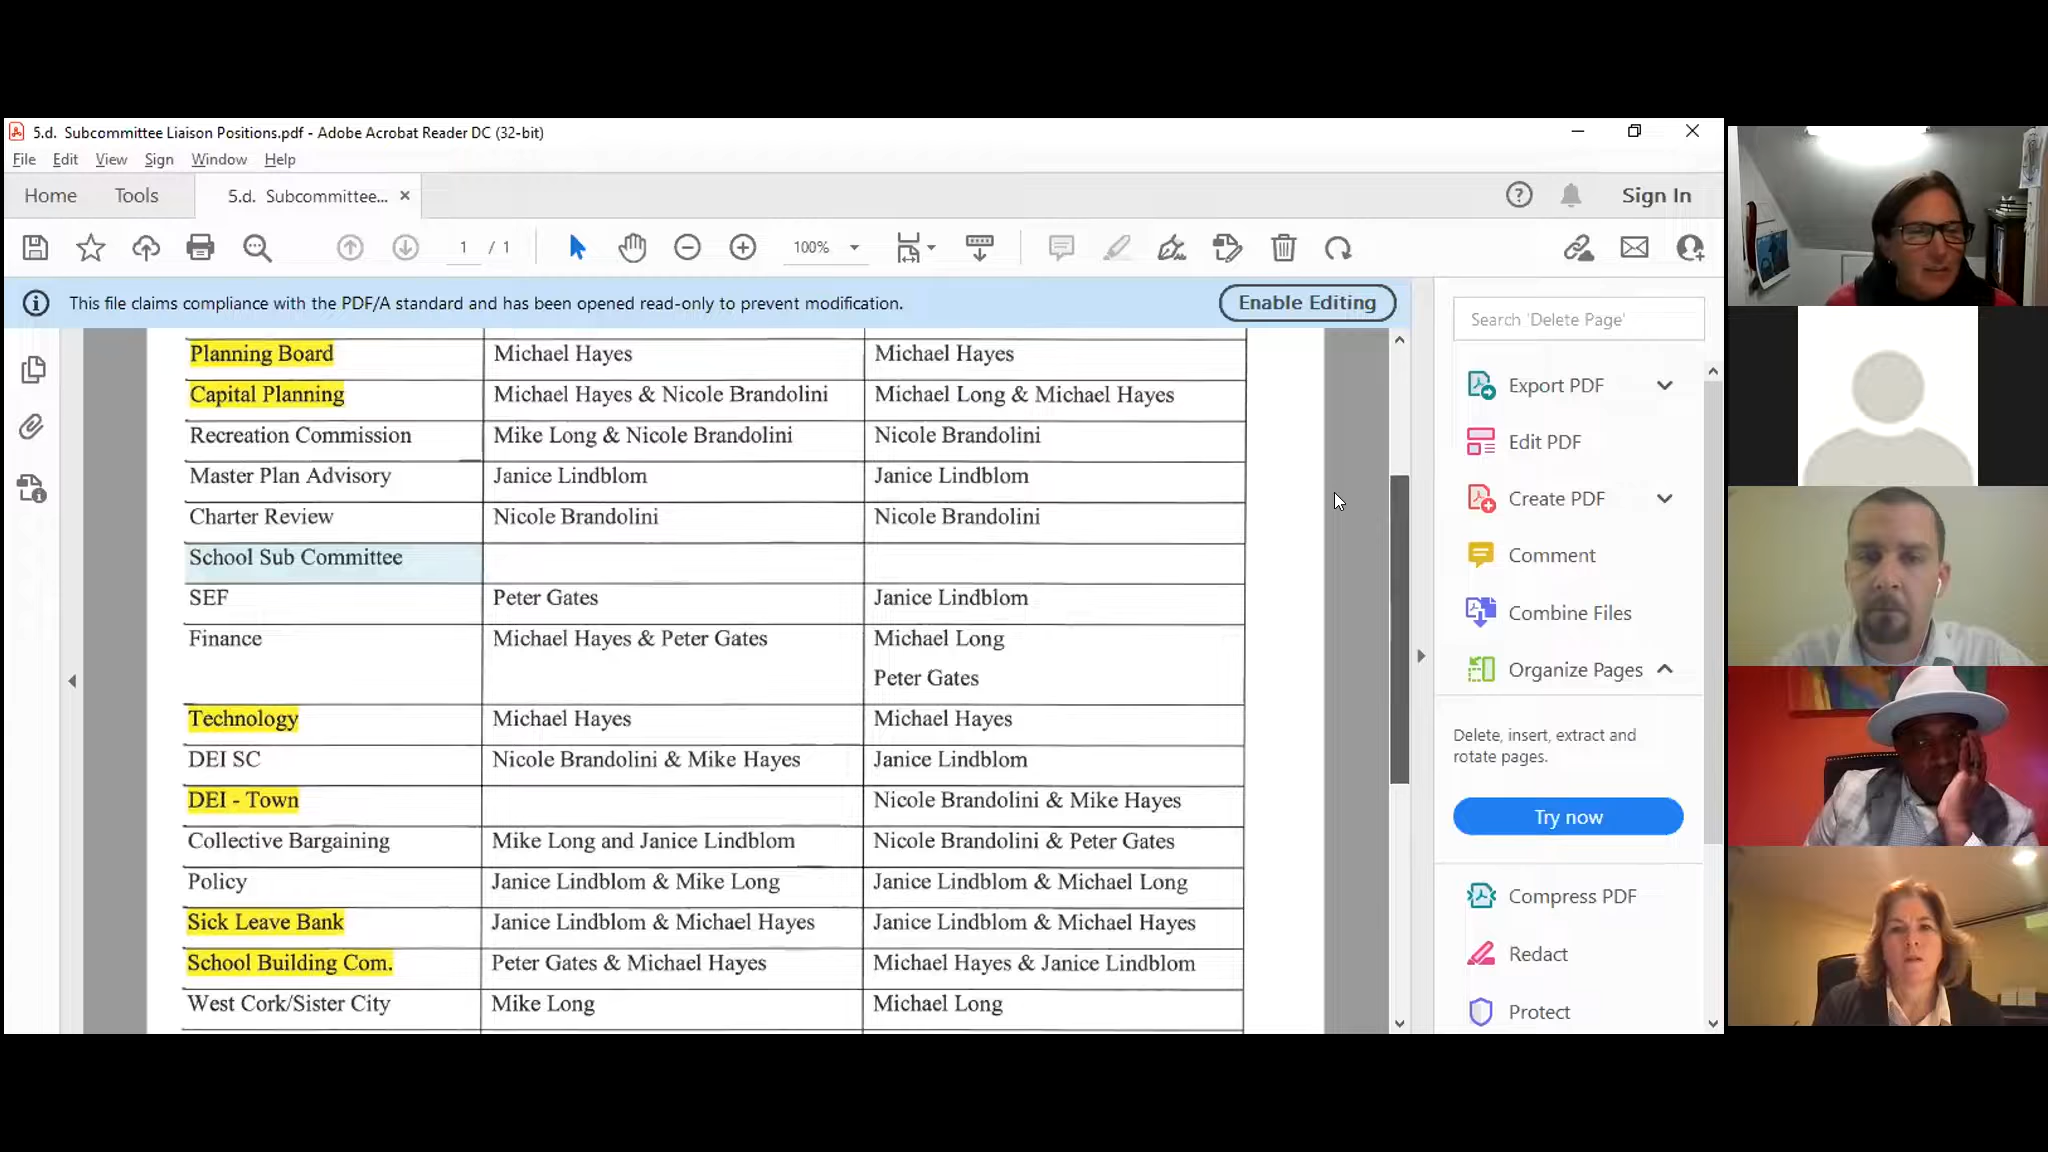 5.d. Subcommittee Liaison Positions.pdf - Adobe Acrobat Reader DC (32-bit)
File Edit View Sign Window Help
Home Tools 5.d. Subcommittee... Sign In
1 / 1 100%
This file claims compliance with the PDF/A standard and has been opened read-only to prevent modification. Enable Editing
Planning Board Michael Hayes Michael Hayes
Capital Planning Michael Hayes & Nicole Brandolini Michael Long & Michael Hayes
Recreation Commission Mike Long & Nicole Brandolini Nicole Brandolini
Master Plan Advisory Janice Lindblom Janice Lindblom
Charter Review Nicole Brandolini Nicole Brandolini
School Sub Committee
SEF Peter Gates Janice Lindblom
Finance Michael Hayes & Peter Gates Michael Long
Peter Gates
Technology Michael Hayes Michael Hayes
DEI SC Nicole Brandolini & Mike Hayes Janice Lindblom
DEI - Town Nicole Brandolini & Mike Hayes
Collective Bargaining Mike Long and Janice Lindblom Nicole Brandolini & Peter Gates
Policy Janice Lindblom & Mike Long Janice Lindblom & Michael Long
Sick Leave Bank Janice Lindblom & Michael Hayes Janice Lindblom & Michael Hayes
School Building Com. Peter Gates & Michael Hayes Michael Hayes & Janice Lindblom
West Cork/Sister City Mike Long Michael Long
Search 'Delete Page'
Export PDF
Edit PDF
Create PDF
Comment
Combine Files
Organize Pages
Delete, insert, extract and
rotate pages.
Try now
Compress PDF
Redact
Protect